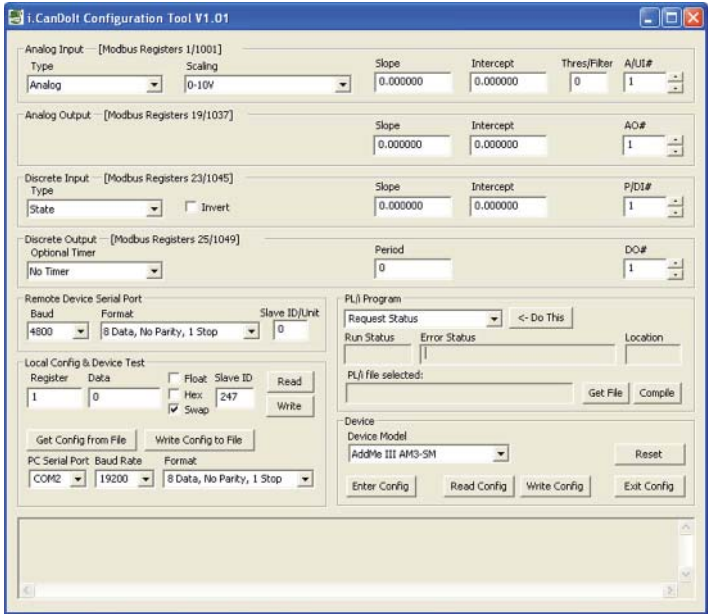 i.CanDoIt Configuration Tool V1.01
Analog Input [Modbus Registers 1/1001]
Type Scaling Slope Intercept Thres/Filter A/UI#
Analog 0-10V 0.000000 0.000000 0 1
Analog Output [Modbus Registers 19/1037]
Slope Intercept AO#
0.000000 0.000000 1
Discrete Input [Modbus Registers 23/1045]
Type Slope Intercept P/DI#
State Invert 0.000000 0.000000 1
Discrete Output [Modbus Registers 25/1049]
Optional Timer Period DO#
No Timer 0 1
Remote Device Serial Port
Baud Format Slave ID/Unit
4800 8 Data, No Parity, 1 Stop 0
PL/i Program
Request Status <- Do This
Run Status Error Status Location
PL/i file selected:
Get File Compile
Local Config & Device Test
Register Data Float Slave ID Read
1 0 Hex 247
Swap Write
Get Config from File Write Config to File
PC Serial Port Baud Rate Format
COM2 19200 8 Data, No Parity, 1 Stop
Device
Device Model
AddMe III AM3-SM Reset
Enter Config Read Config Write Config Exit Config